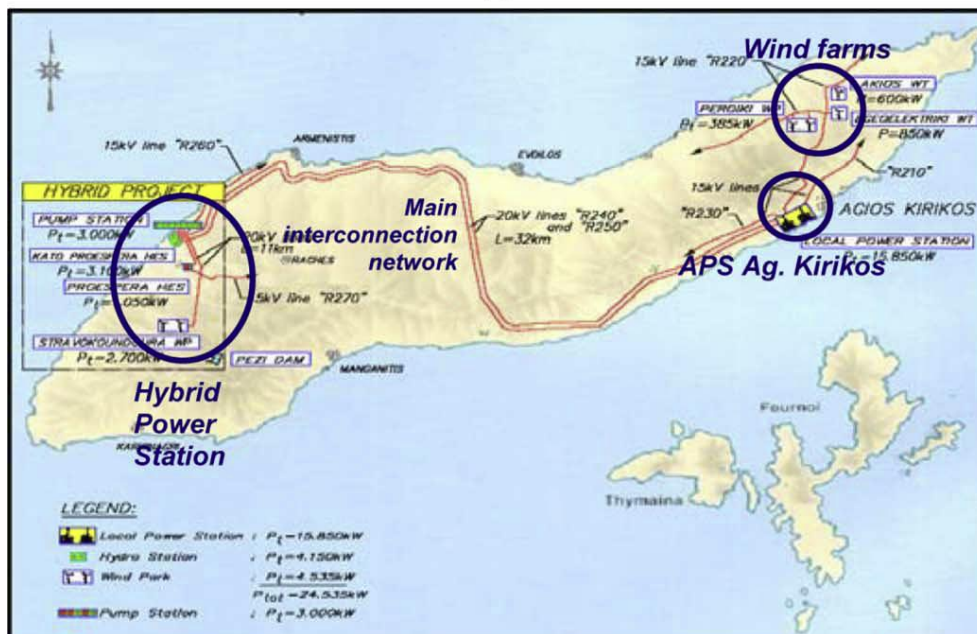 Wind farms
15kV line "R220"
AKIOS WT
P=600kW
PERDIKI WP
Pt=385kW
EGEOELEKTRIKI WT
P=850kW
"R210"
15kV line "R260"
ARMENISTIS
EVDILOS
15kV lines
HYBRID PROJECT
PUMP STATION
Pt=3.000kW
KATO PROESPERA HES
Pt=3.100kW
PROESPERA HES
20kV lines
L=11km
RACHES
Main
interconnection
network
20kV lines "R240"
and "R250"
L=32km
"R230"
AGIOS KIRIKOS
LOCAL POWER STATION
Pt=15.850kW
APS Ag. Kirikos
STRAVOKOUNDOURA WP
Pt=2.700kW
PEZI DAM
MANGANITIS
Hybrid
Power
Station
Fournoi
Thymaina
LEGEND:
Local Power Station : Pt=15.850kW
Hydro Station : Pt=4.150kW
Wind Park : Pt=4.535kW
Ptot=24.535kW
Pump Station : Pt=3.000kW